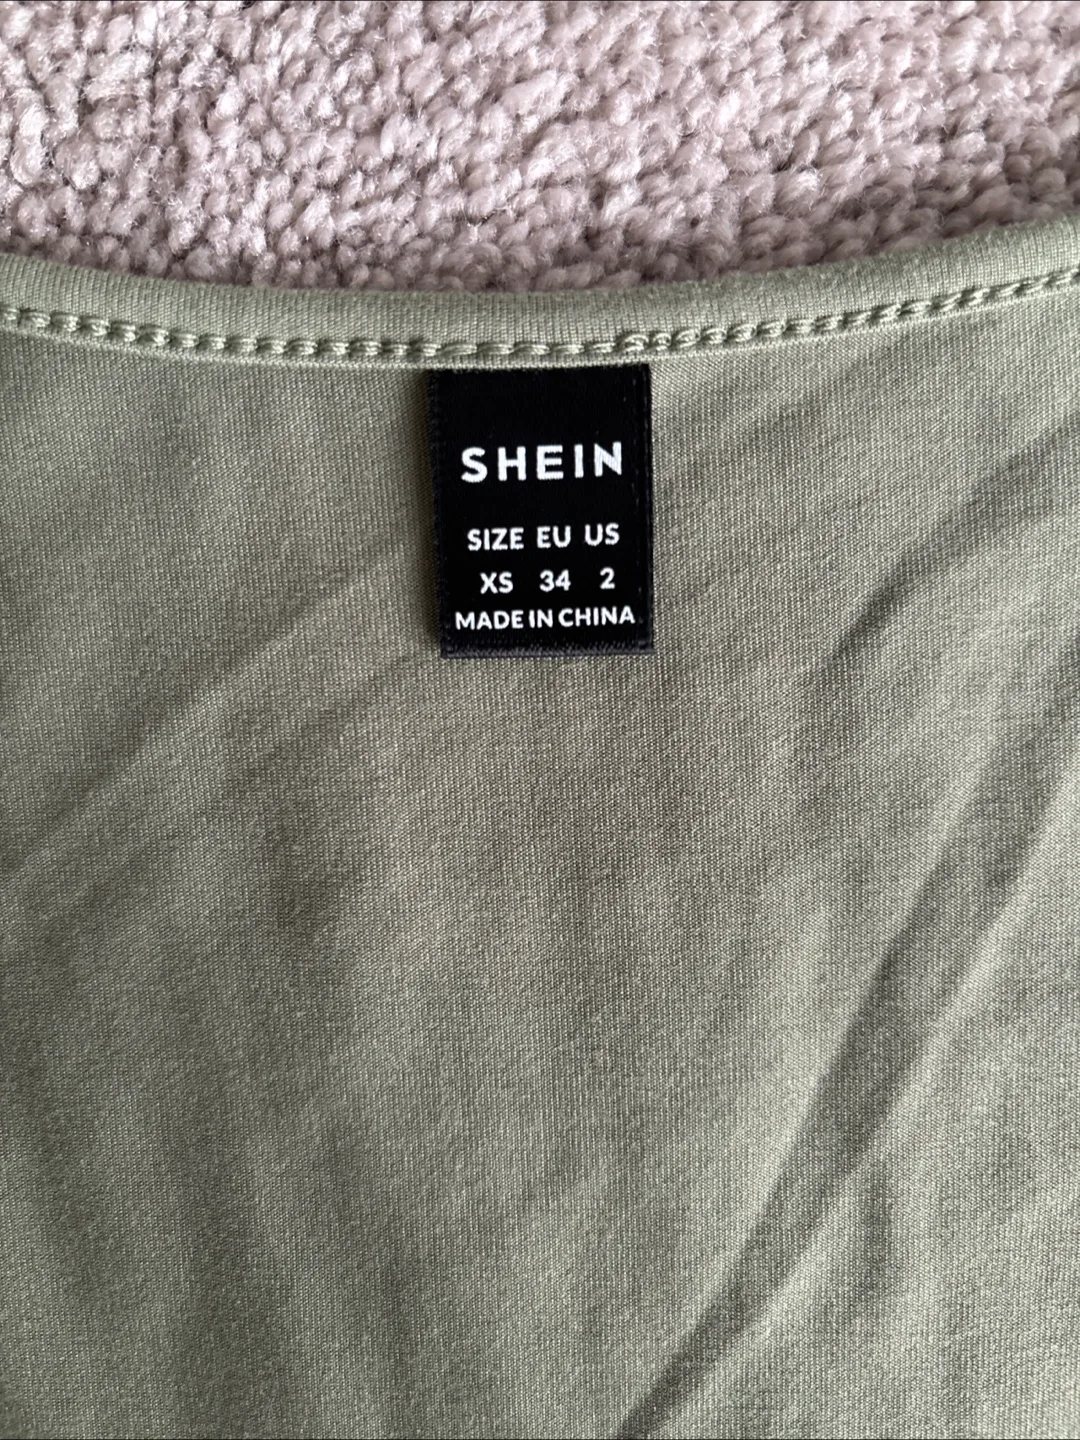 SHEIN
SIZE EU US
XS 34 2
MADE IN CHINA